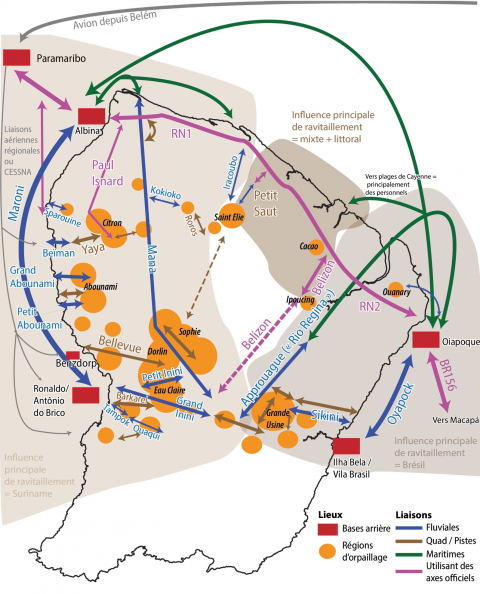 Avion depuis Belém
Paramaribo
Albina
Liaisons
aériennes
régionales
ou
CESSNA
Maroni
Paul
Isnard
RN1
Influence principale
de ravitaillement
= mixte + littoral
Vers plages de Cayenne =
principalement
des personnels
Kokioko
Iracoubo
Petit
Saut
Saint Elie
Roros
Sparouine
Citron
Beiman
Yaya
Mana
Cacao
Belizon
Ipoucing
Ouanary
RN2
Grand
Abounami
Abounami
Petit
Abounami
Sophie
Dorlin
Bellevue
Belizon
Approuague (« Rio Regina »)
Oiapoque
BR156
Vers Macapá
Oyapock
Benzdorp
Ronaldo/
Antônio
do Brico
Petit Inini
Eau Claire
Barkare
Grand
Inini
Tampok
Ouaqui
Grande
Usine
Sikini
Ilha Bela /
Vila Brasil
Influence principale
de ravitaillement
= Brésil
Influence
principale
de ravitaillement
= Suriname
Lieux
Bases arrière
Régions
d'orpaillage
Liaisons
Fluviales
Quad / Pistes
Maritimes
Utilisant des
axes officiels